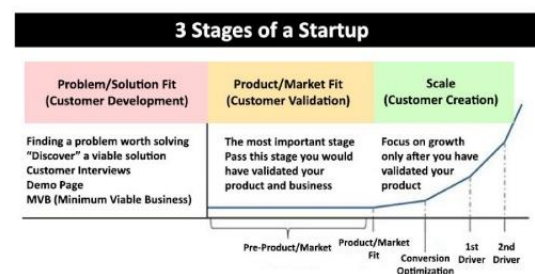 3 Stages of a Startup
Problem/Solution Fit
(Customer Development)
Finding a problem worth solving
"Discover" a viable solution
Customer Interviews
Demo Page
MVB (Minimum Viable Business)
Product/Market Fit
(Customer Validation)
The most important stage
Pass this stage you would
have validated your
product and business
Scale
(Customer Creation)
Focus on growth
only after you have
validated your
product
Pre-Product/Market
Product/Market
Fit
Conversion
Optimization
1st
Driver
2nd
Driver